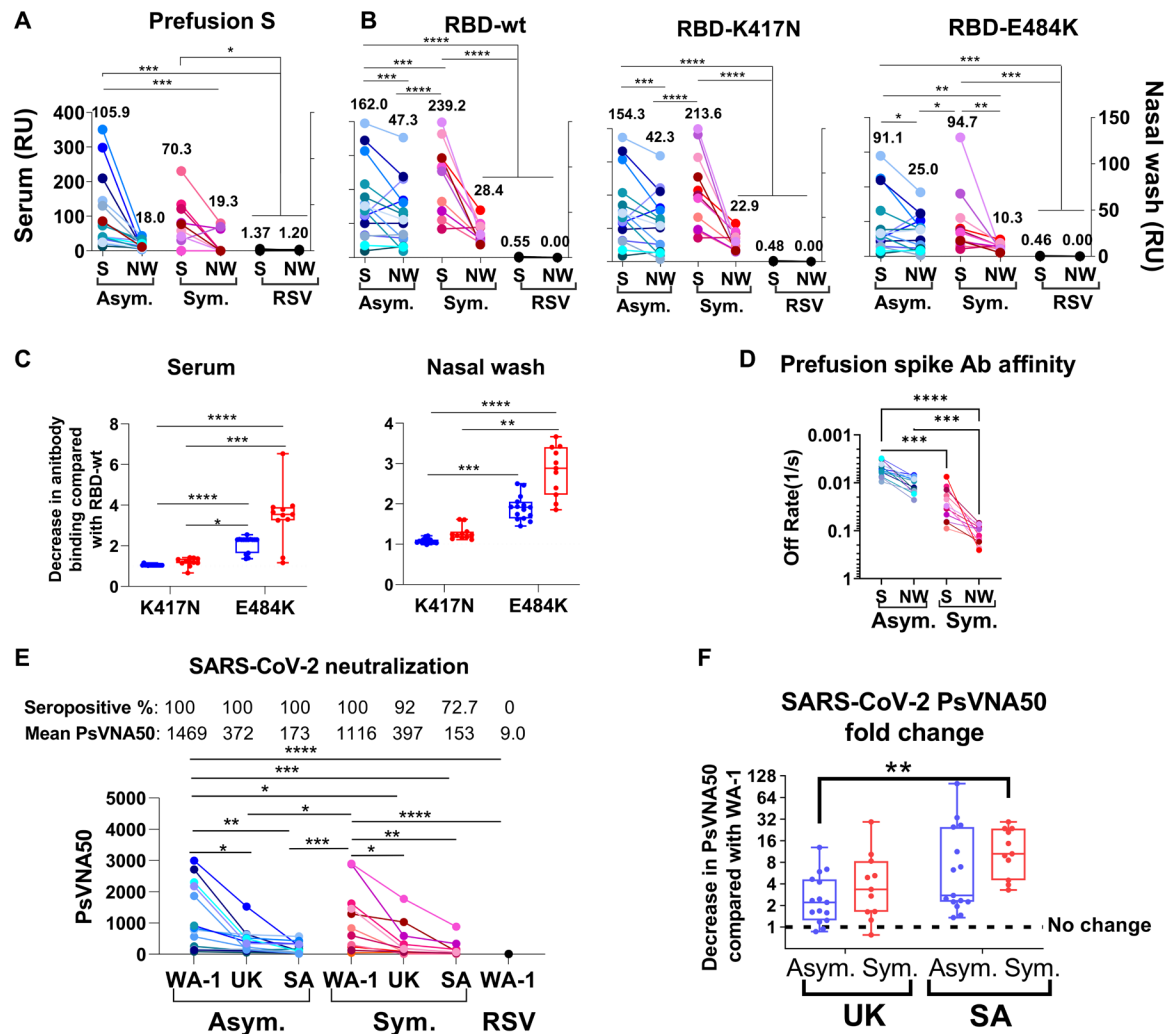 A
Prefusion S
*
***
***
Serum (RU)
400
300
200
100
0
105.9
18.0
70.3
19.3
1.37
1.20
S NW S NW S NW
Asym. Sym. RSV
B
RBD-wt
****
**** ****
***
****
162.0
47.3
239.2
28.4
0.55
0.00
S NW S NW S NW
Asym. Sym. RSV
RBD-K417N
****
*** ****
****
154.3
42.3
213.6
22.9
0.48
0.00
S NW S NW S NW
Asym. Sym. RSV
RBD-E484K
***
***
**
* * **
91.1
25.0
94.7
10.3
0.46
0.00
S NW S NW S NW
Asym. Sym. RSV
150
100
50
0
Nasal wash (RU)
C
Serum
Decrease in anitbody
binding compared
with RBD-wt
8
6
4
2
0
****
***
****
*
K417N E484K
Nasal wash
4
3
2
1
0
****
**
***
K417N E484K
D
Prefusion spike Ab affinity
****
***
***
Off Rate(1/s)
0.001
0.01
0.1
1
S NW S NW
Asym. Sym.
E
SARS-CoV-2 neutralization
Seropositive %: 100 100 100 100 92 72.7 0
Mean PsVNA50: 1469 372 173 1116 397 153 9.0
****
***
*
* ****
** **
* *** *
PsVNA50
5000
4000
3000
2000
1000
0
WA-1 UK SA WA-1 UK SA WA-1
Asym. Sym. RSV
F
SARS-CoV-2 PsVNA50
fold change
**
Decrease in PsVNA50
compared with WA-1
128
64
32
16
8
4
2
1
No change
Asym. Sym. Asym. Sym.
UK SA